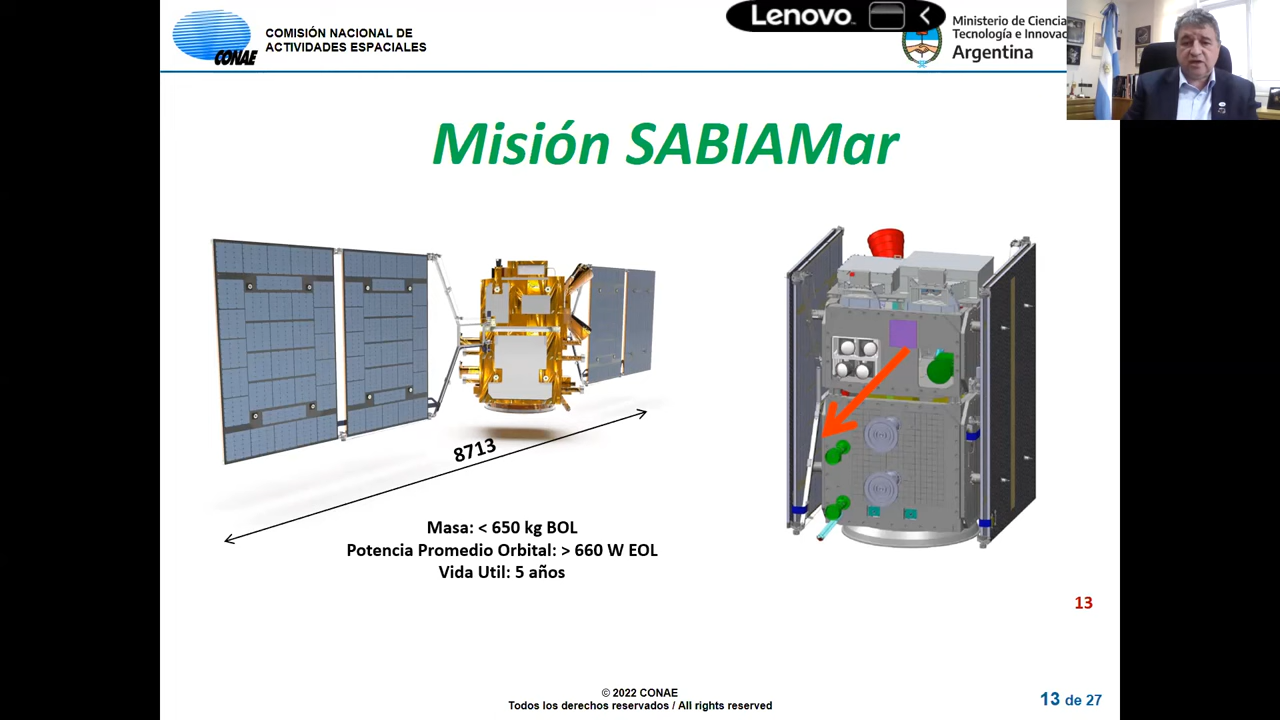 CONAE
COMISIÓN NACIONAL DE
ACTIVIDADES ESPACIALES
Lenovo
Ministerio de Ciencia
Tecnología e Innovac
Argentina
Misión SABIAMar
8713
Masa: < 650 kg BOL
Potencia Promedio Orbital: > 660 W EOL
Vida Util: 5 años
13
© 2022 CONAE
Todos los derechos reservados / All rights reserved
13 de 27